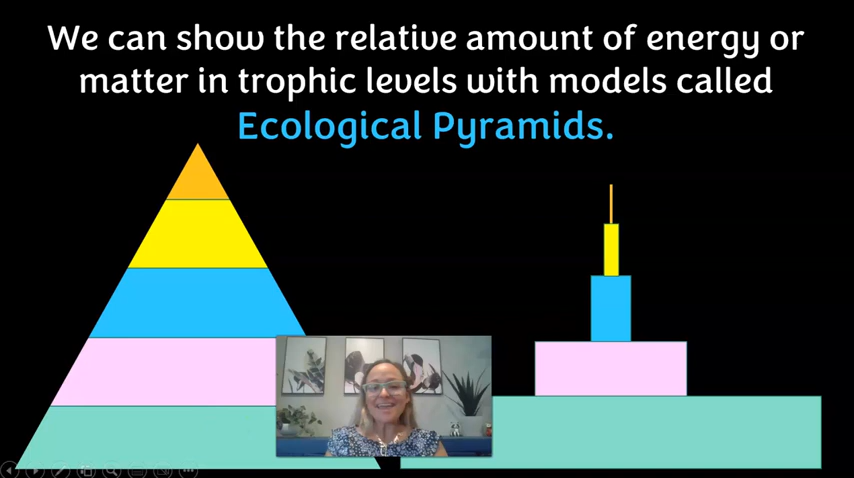 We can show the relative amount of energy or
matter in trophic levels with models called
Ecological Pyramids.